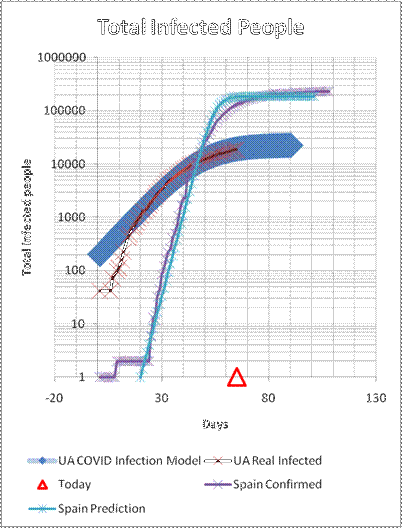 Total Infected People
1000000
100000
10000
1000
100
10
1
-20
30
80
130
Total Infected people
Days
UA COVID Infection Model
UA Real Infected
Today
Spain Confirmed
Spain Prediction